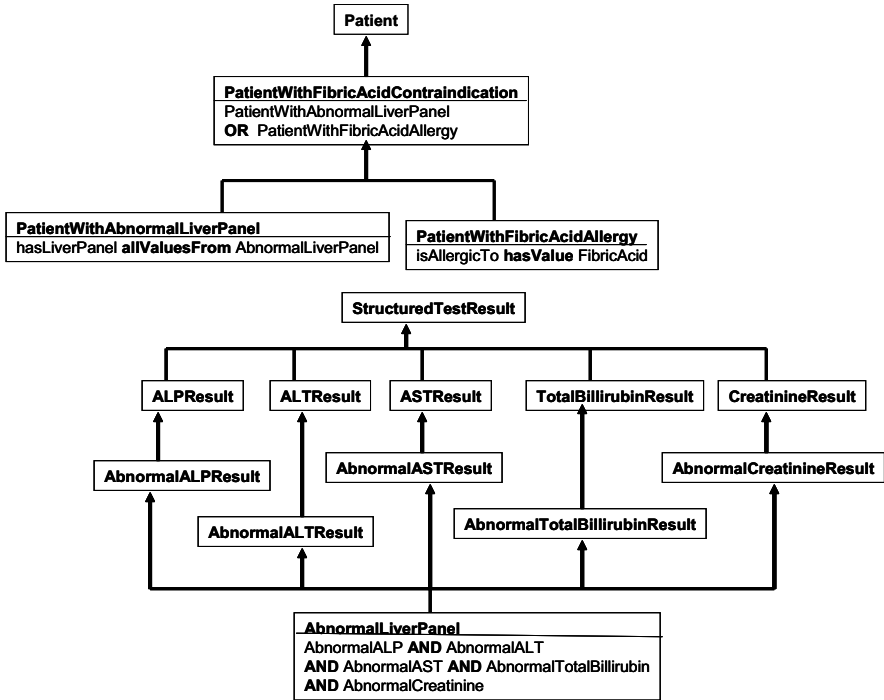 Patient
PatientWithFibricAcidContraindication
PatientWithAbnormalLiverPanel
OR PatientWithFibricAcidAllergy
PatientWithAbnormalLiverPanel
hasLiverPanel allValuesFrom AbnormalLiverPanel
PatientWithFibricAcidAllergy
isAllergicTo hasValue FibricAcid
StructuredTestResult
ALPResult
ALTResult
ASTResult
TotalBillirubinResult
CreatinineResult
AbnormalALPResult
AbnormalASTResult
AbnormalCreatinineResult
AbnormalALTResult
AbnormalTotalBillirubinResult
AbnormalLiverPanel
AbnormalALP AND AbnormalALT
AND AbnormalAST AND AbnormalTotalBillirubin
AND AbnormalCreatinine